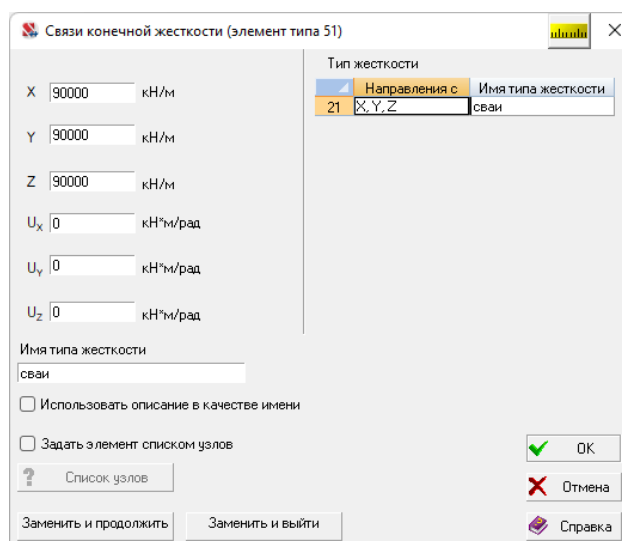 Связи конечной жесткости (элемент типа 51)
Тип жесткости
Направления с Имя типа жесткости
21 X, Y, Z сваи
X 90000 кН/м
Y 90000 кН/м
Z 90000 кН/м
UX 0 кН*м/рад
UY 0 кН*м/рад
UZ 0 кН*м/рад
Имя типа жесткости
сваи
Использовать описание в качестве имени
Задать элемент списком узлов
? Список узлов
Заменить и продолжить Заменить и выйти
OK
Отмена
Справка